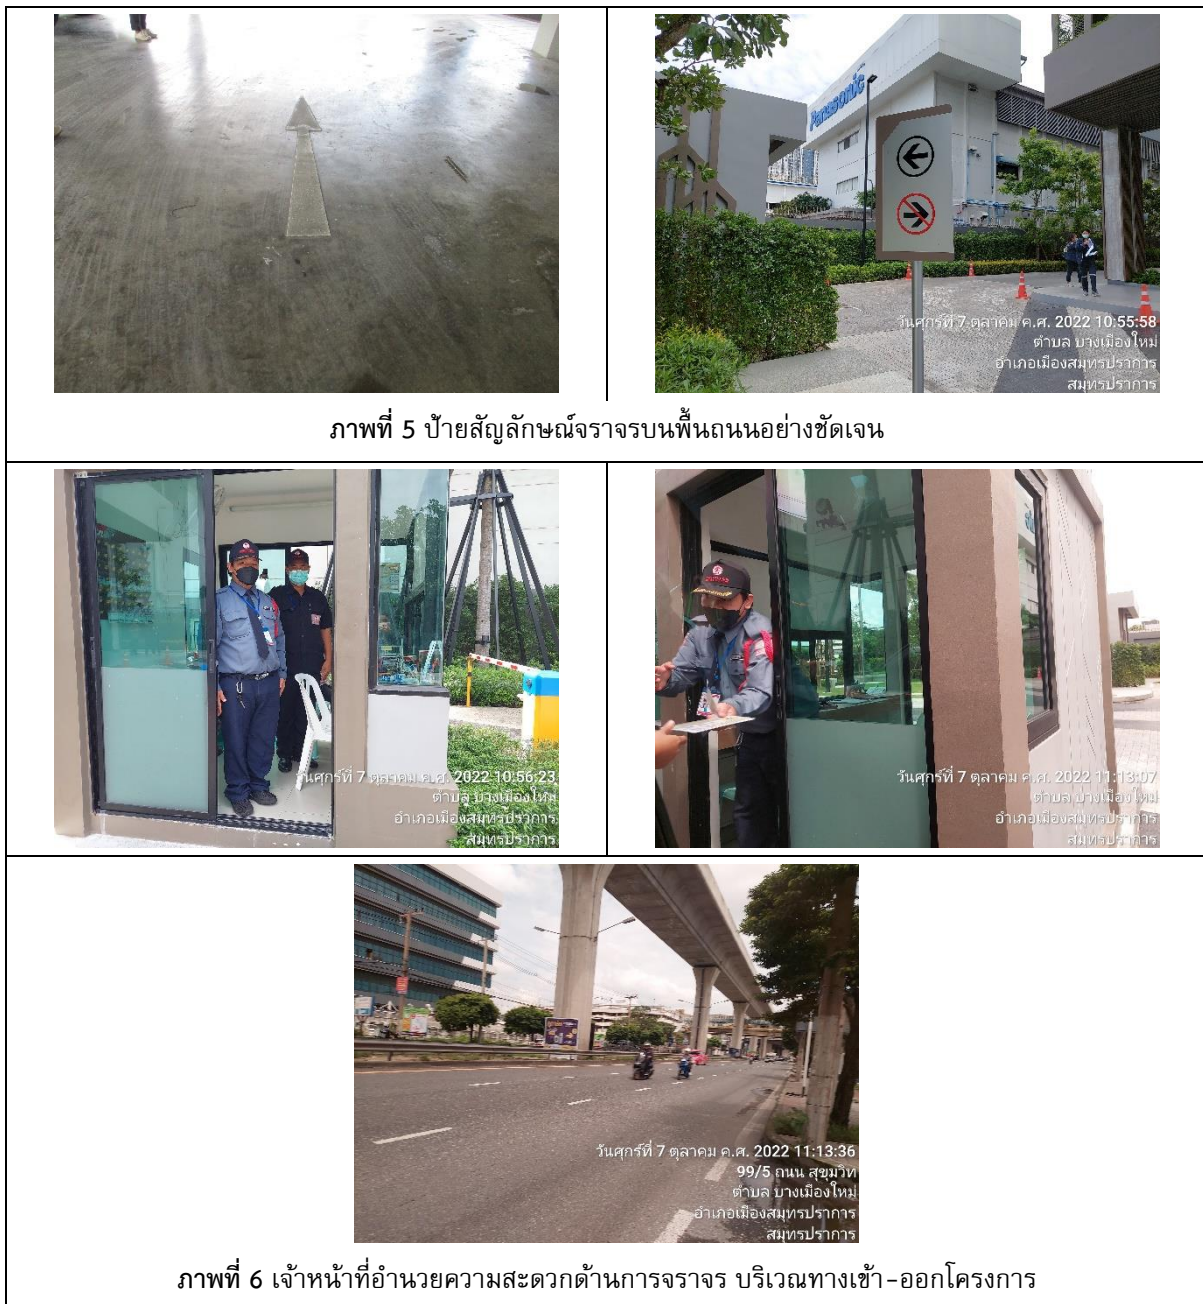 Panasonic
วันศุกร์ที่ 7 ตุลาคม ค.ศ. 2022 10:55:58
ตำบล บางเมืองใหม่
อำเภอเมืองสมุทรปราการ
สมุทรปราการ
ภาพที่ 5 ป้ายสัญลักษณ์จราจรบนพื้นถนนอย่างชัดเจน
วันศุกร์ที่ 7 ตุลาคม ค.ศ. 2022 10:56:23
ตำบล บางเมืองใหม่
อำเภอเมืองสมุทรปราการ
สมุทรปราการ
วันศุกร์ที่ 7 ตุลาคม ค.ศ. 2022 11:13:07
ตำบล บางเมืองใหม่
อำเภอเมืองสมุทรปราการ
สมุทรปราการ
วันศุกร์ที่ 7 ตุลาคม ค.ศ. 2022 11:13:36
99/5 ถนน สุขุมวิท
ตำบล บางเมืองใหม่
อำเภอเมืองสมุทรปราการ
สมุทรปราการ
ภาพที่ 6 เจ้าหน้าที่อำนวยความสะดวกด้านการจราจร บริเวณทางเข้า-ออกโครงการ